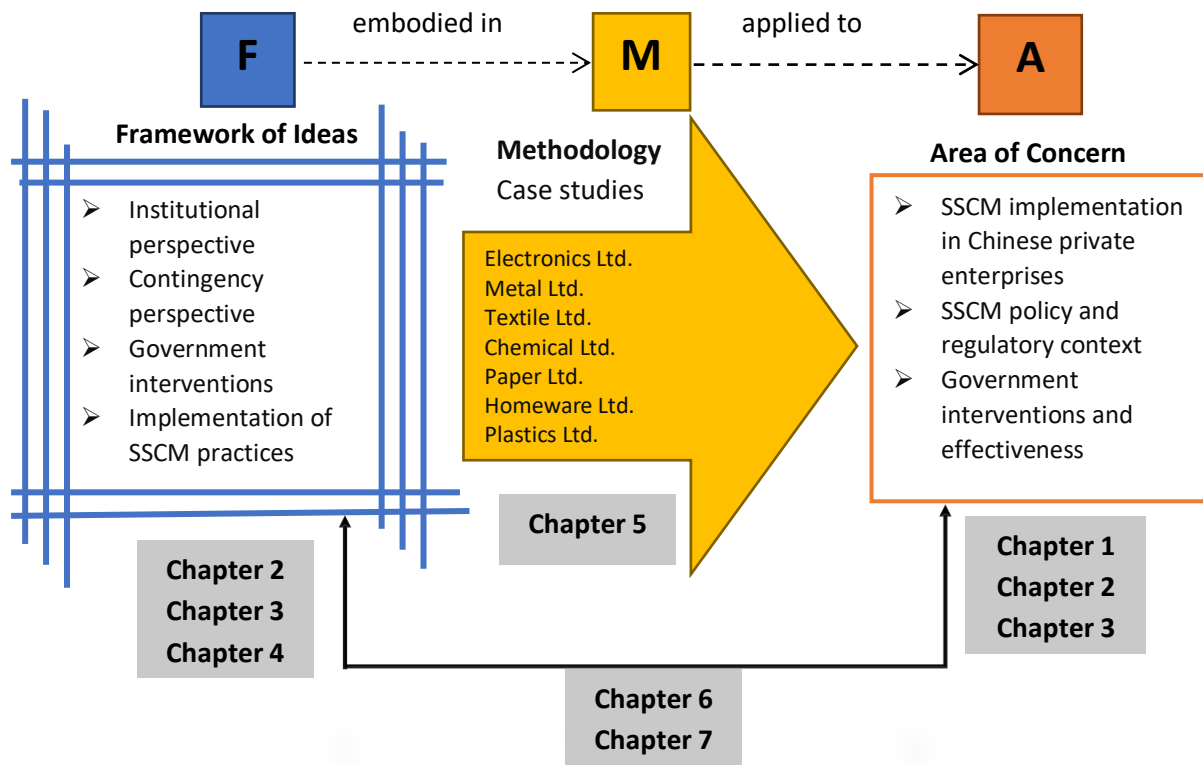 embodied in
applied to
F
M
A
Framework of Ideas
Institutional
perspective
Contingency
perspective
Government
interventions
Implementation of
SSCM practices
Methodology
Case studies
Electronics Ltd.
Metal Ltd.
Textile Ltd.
Chemical Ltd.
Paper Ltd.
Homeware Ltd.
Plastics Ltd.
Area of Concern
SSCM implementation
in Chinese private
enterprises
SSCM policy and
regulatory context
Government
interventions and
effectiveness
Chapter 2
Chapter 3
Chapter 4
Chapter 5
Chapter 1
Chapter 2
Chapter 3
Chapter 6
Chapter 7